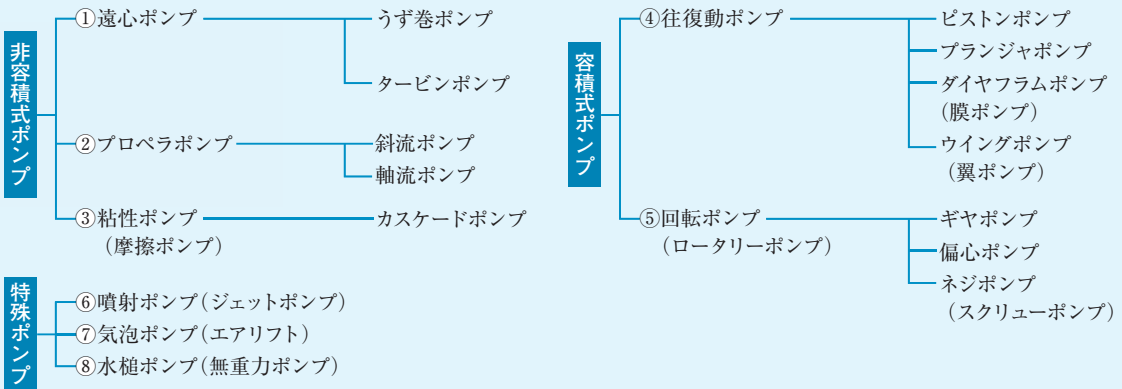 非容積式ポンプ
①遠心ポンプ
うず巻ポンプ
タービンポンプ
②プロペラポンプ
斜流ポンプ
軸流ポンプ
③粘性ポンプ
(摩擦ポンプ)
カスケードポンプ
容積式ポンプ
④往復動ポンプ
ピストンポンプ
プランジャポンプ
ダイヤフラムポンプ
(膜ポンプ)
ウイングポンプ
(翼ポンプ)
⑤回転ポンプ
(ロータリーポンプ)
ギヤポンプ
偏心ポンプ
ネジポンプ
(スクリューポンプ)
特殊ポンプ
⑥噴射ポンプ(ジェットポンプ)
⑦気泡ポンプ(エアリフト)
⑧水槌ポンプ(無重力ポンプ)